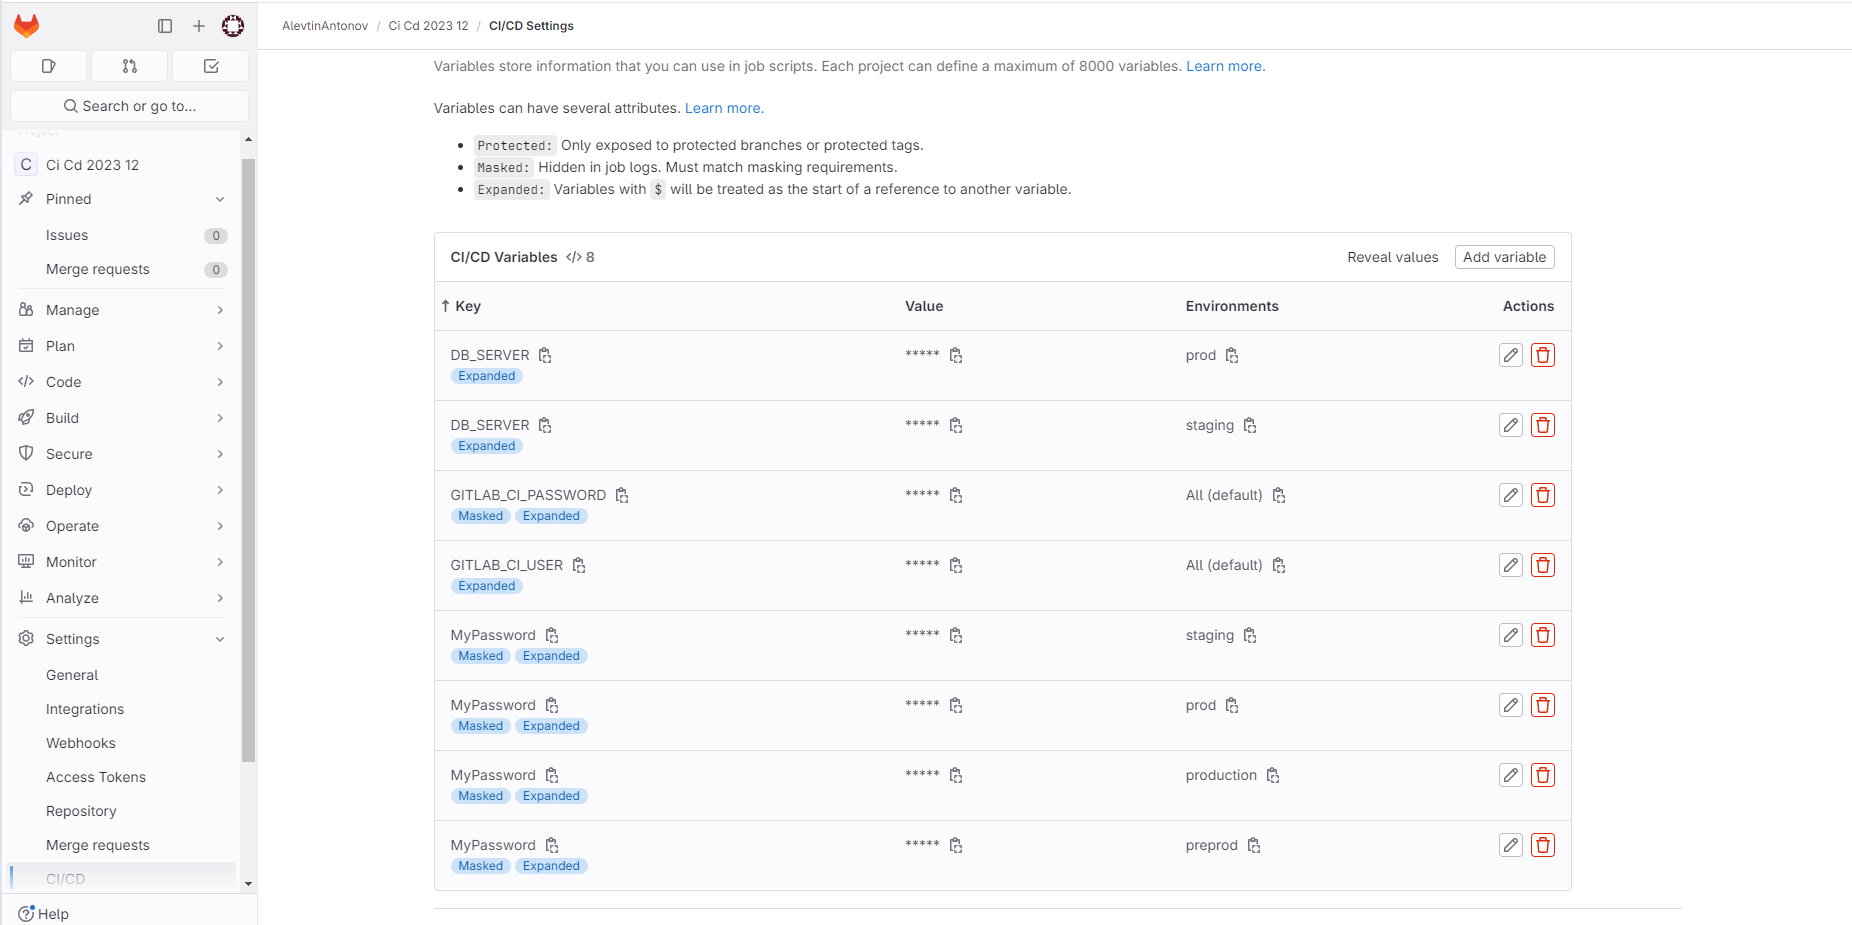 AlevtinAntonov / Ci Cd 2023 12 / CI/CD Settings
Search or go to...
Project
C Ci Cd 2023 12
Pinned
Issues 0
Merge requests 0
Manage
Plan
Code
Build
Secure
Deploy
Operate
Monitor
Analyze
Settings
General
Integrations
Webhooks
Access Tokens
Repository
Merge requests
CI/CD
Help
Variables store information that you can use in job scripts. Each project can define a maximum of 8000 variables. Learn more.
Variables can have several attributes. Learn more.
• Protected: Only exposed to protected branches or protected tags.
• Masked: Hidden in job logs. Must match masking requirements.
• Expanded: Variables with $ will be treated as the start of a reference to another variable.
CI/CD Variables </> 8 Reveal values Add variable
↑ Key Value Environments Actions
DB_SERVER ***** prod
Expanded
DB_SERVER ***** staging
Expanded
GITLAB_CI_PASSWORD ***** All (default)
Masked Expanded
GITLAB_CI_USER ***** All (default)
Expanded
MyPassword ***** staging
Masked Expanded
MyPassword ***** prod
Masked Expanded
MyPassword ***** production
Masked Expanded
MyPassword ***** preprod
Masked Expanded